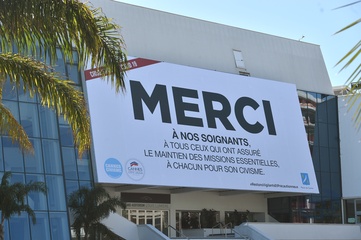 MERCI
À NOS SOIGNANTS,
À TOUS CEUX QUI ONT ASSURÉ
LE MAINTIEN DES MISSIONS ESSENTIELLES,
À CHACUN POUR SON CIVISME.